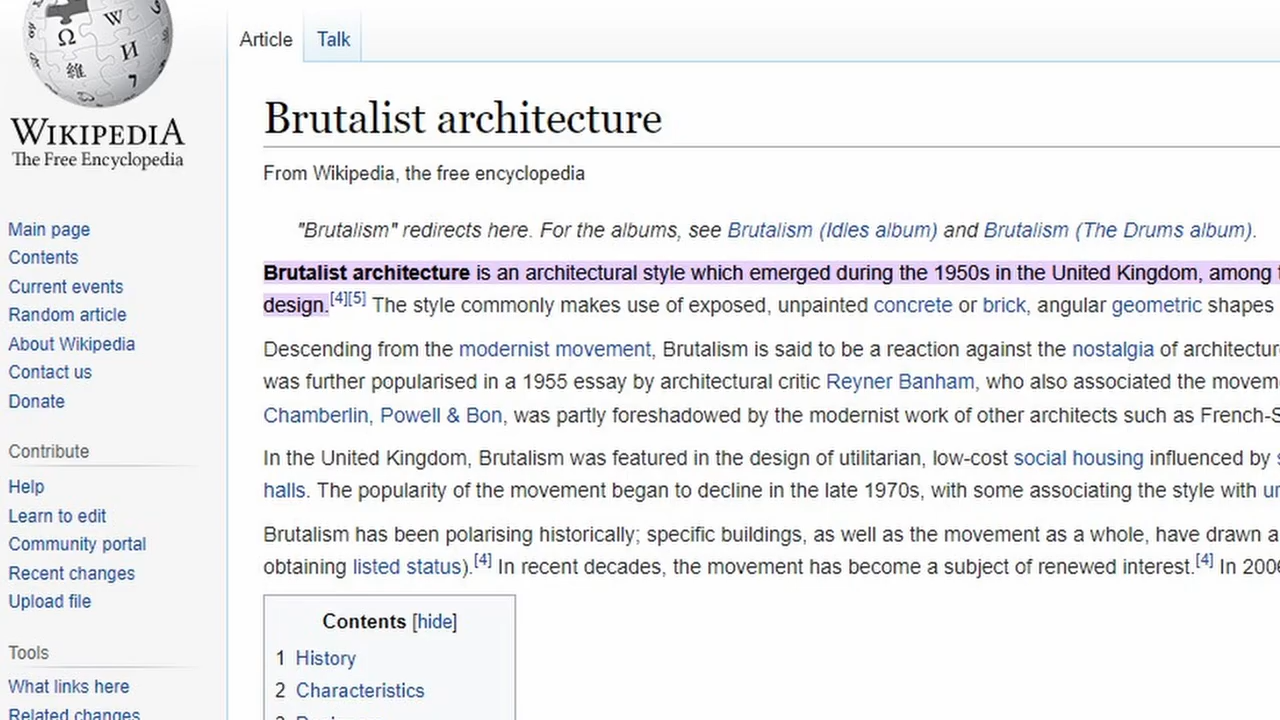 Ω W И 維 7
WIKIPEDIA
The Free Encyclopedia
Main page
Contents
Current events
Random article
About Wikipedia
Contact us
Donate
Contribute
Help
Learn to edit
Community portal
Recent changes
Upload file
Tools
What links here
Related changes
Article Talk
Brutalist architecture
From Wikipedia, the free encyclopedia
"Brutalism" redirects here. For the albums, see Brutalism (Idles album) and Brutalism (The Drums album).
Brutalist architecture is an architectural style which emerged during the 1950s in the United Kingdom, among
design.[4][5] The style commonly makes use of exposed, unpainted concrete or brick, angular geometric shapes
Descending from the modernist movement, Brutalism is said to be a reaction against the nostalgia of architectur
was further popularised in a 1955 essay by architectural critic Reyner Banham, who also associated the movem
Chamberlin, Powell & Bon, was partly foreshadowed by the modernist work of other architects such as French-S
In the United Kingdom, Brutalism was featured in the design of utilitarian, low-cost social housing influenced by s
halls. The popularity of the movement began to decline in the late 1970s, with some associating the style with ur
Brutalism has been polarising historically; specific buildings, as well as the movement as a whole, have drawn a
obtaining listed status).[4] In recent decades, the movement has become a subject of renewed interest.[4] In 2006
Contents [hide]
1 History
2 Characteristics